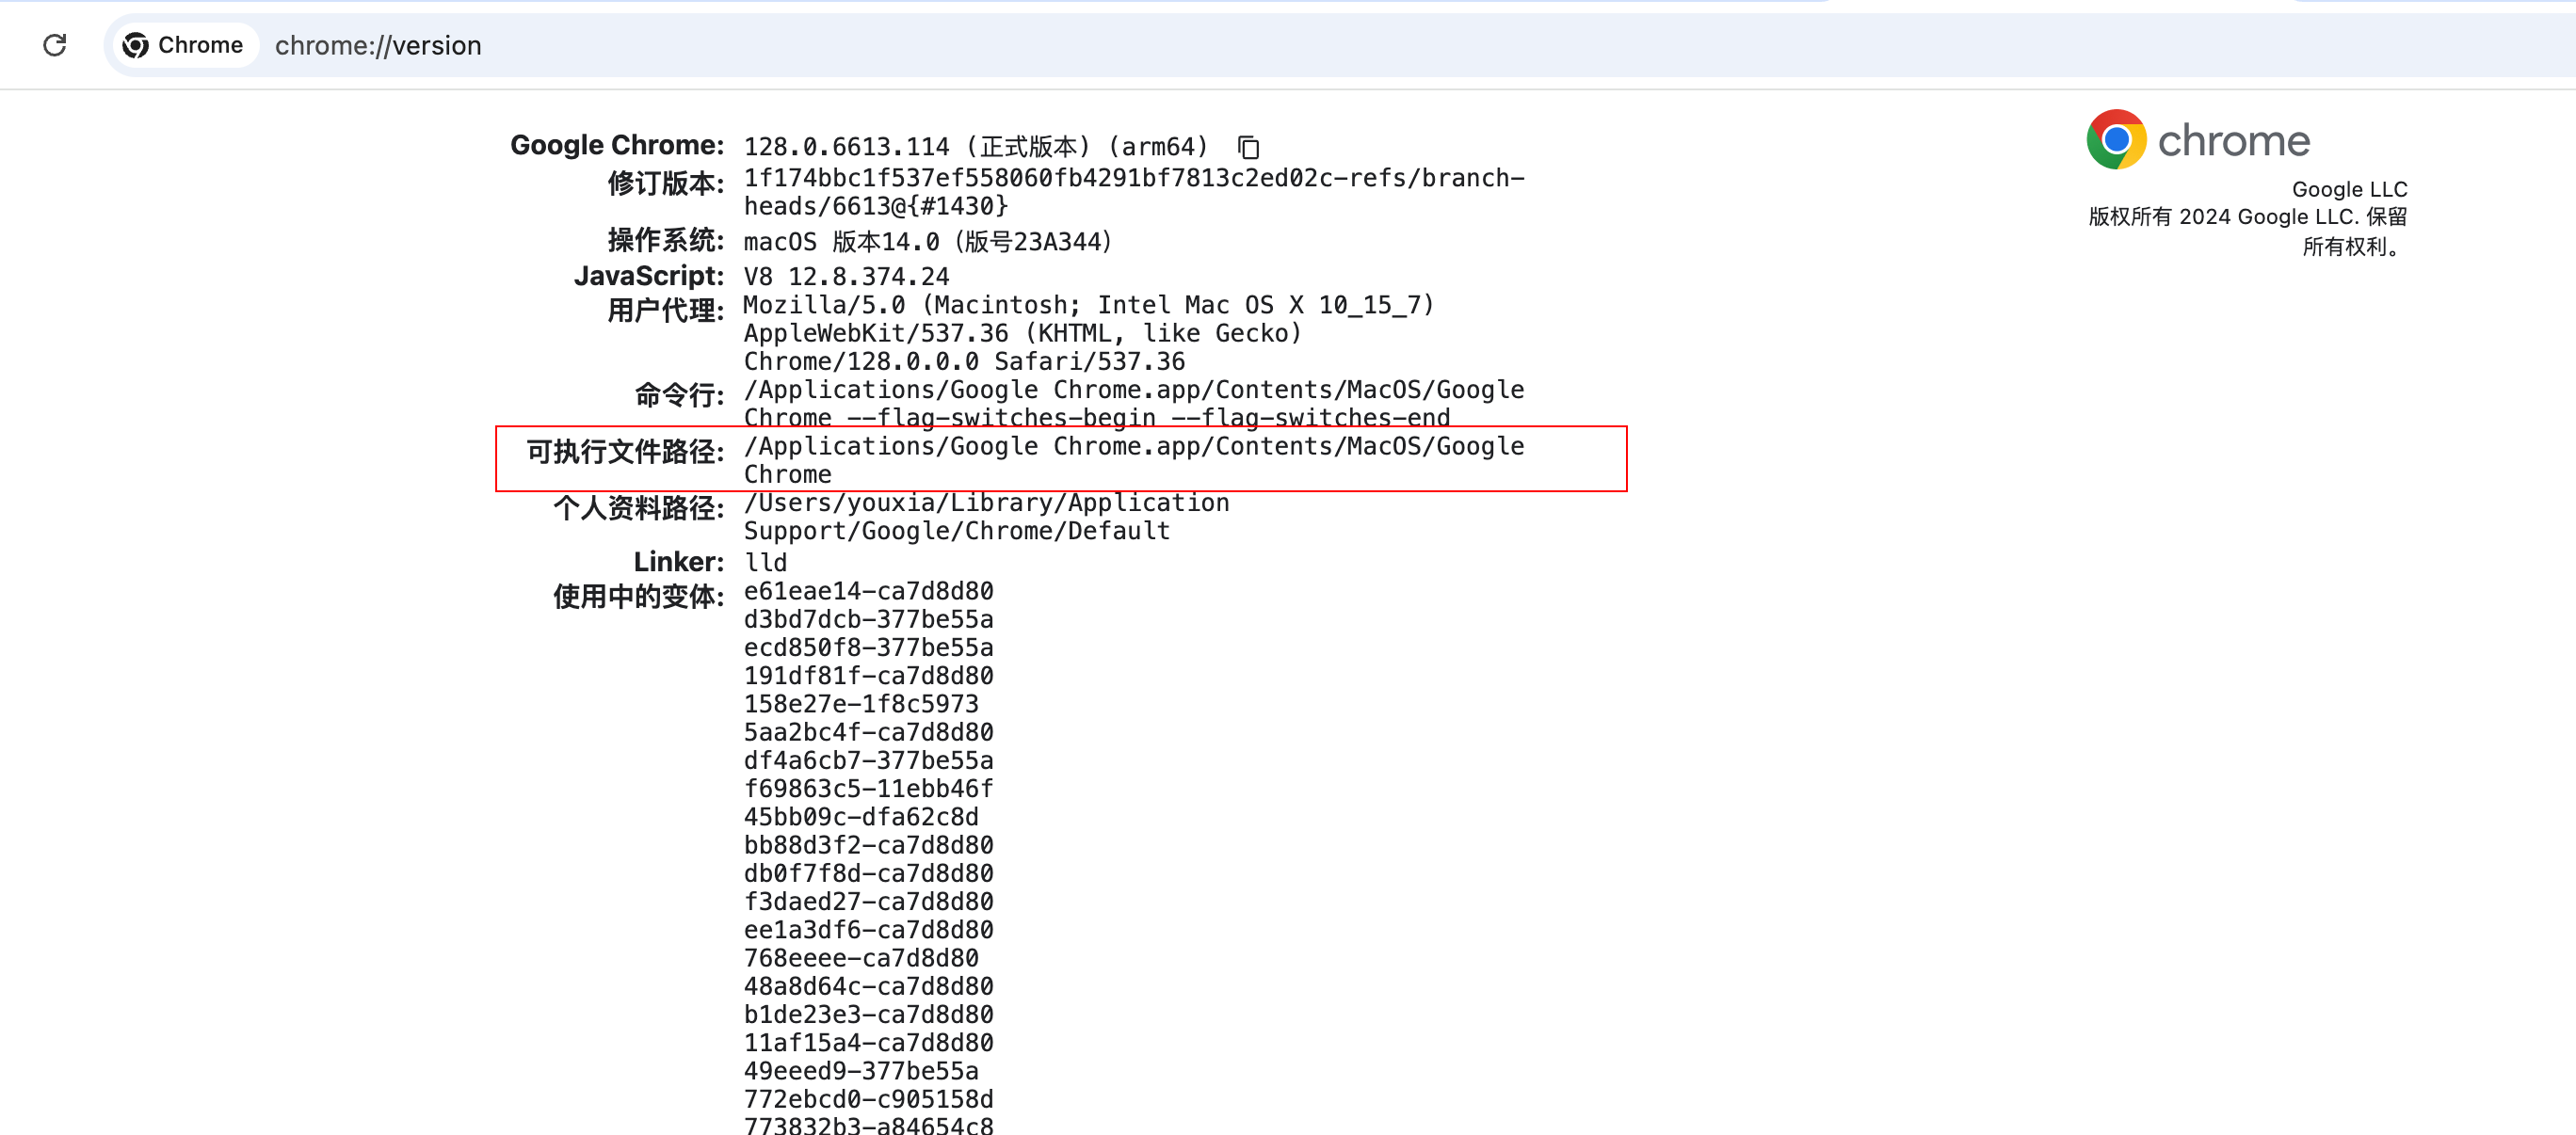 Chrome chrome://version
chrome
Google LLC
版权所有 2024 Google LLC. 保留
所有权利。
Google Chrome: 128.0.6613.114 (正式版本) (arm64)
修订版本: 1f174bbc1f537ef558060fb4291bf7813c2ed02c-refs/branch-
heads/6613@{#1430}
操作系统: macOS 版本14.0（版号23A344）
JavaScript: V8 12.8.374.24
用户代理: Mozilla/5.0 (Macintosh; Intel Mac OS X 10_15_7)
AppleWebKit/537.36 (KHTML, like Gecko)
Chrome/128.0.0.0 Safari/537.36
命令行: /Applications/Google Chrome.app/Contents/MacOS/Google
Chrome --flag-switches-begin --flag-switches-end
可执行文件路径: /Applications/Google Chrome.app/Contents/MacOS/Google
Chrome
个人资料路径: /Users/youxia/Library/Application
Support/Google/Chrome/Default
Linker: lld
使用中的变体: e61eae14-ca7d8d80
d3bd7dcb-377be55a
ecd850f8-377be55a
191df81f-ca7d8d80
158e27e-1f8c5973
5aa2bc4f-ca7d8d80
df4a6cb7-377be55a
f69863c5-11ebb46f
45bb09c-dfa62c8d
bb88d3f2-ca7d8d80
db0f7f8d-ca7d8d80
f3daed27-ca7d8d80
ee1a3df6-ca7d8d80
768eeee-ca7d8d80
48a8d64c-ca7d8d80
b1de23e3-ca7d8d80
11af15a4-ca7d8d80
49eeed9-377be55a
772ebcd0-c905158d
773832b3-a84654c8